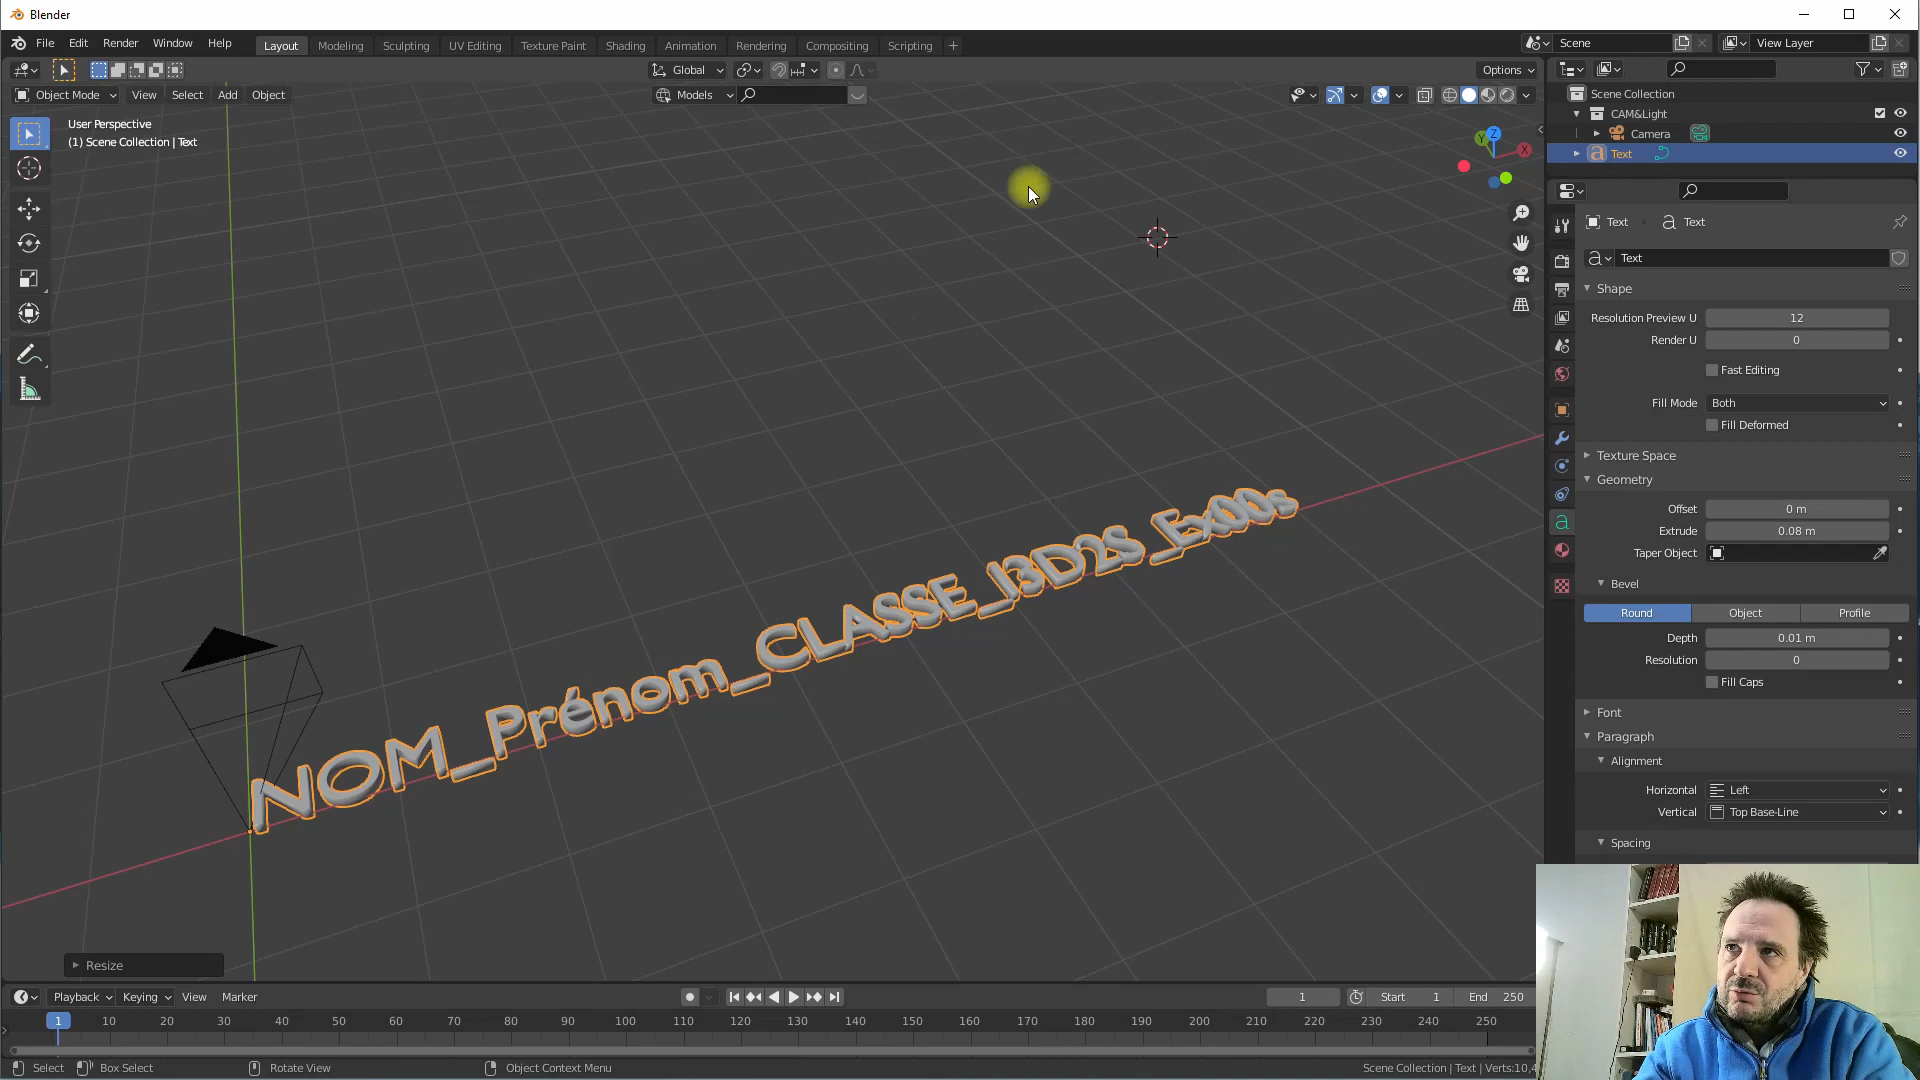 Blender
File Edit Render Window Help
Layout Modeling Sculpting UV Editing Texture Paint Shading Animation Rendering Compositing Scripting +
Scene
View Layer
Global
Options
Object Mode View Select Add Object
Models
User Perspective
(1) Scene Collection | Text
Z
Y
X
NOM_Prénom_CLASSE_I3D2S_Ex00s
Resize
Scene Collection
CAM&Light
Camera
Text
Text Text
Text
Shape
Resolution Preview U 12
Render U 0
Fast Editing
Fill Mode Both
Fill Deformed
Texture Space
Geometry
Offset 0 m
Extrude 0.08 m
Taper Object
Bevel
Round Object Profile
Depth 0.01 m
Resolution 0
Fill Caps
Font
Paragraph
Alignment
Horizontal Left
Vertical Top Base-Line
Spacing
Playback Keying View Marker
1
Start 1
End 250
1 10 20 30 40 50 60 70 80 90 100 110 120 130 140 150 160 170 180 190 200 210 220 230 240 250
Select Box Select Rotate View Object Context Menu
Scene Collection | Text | Verts:10,4